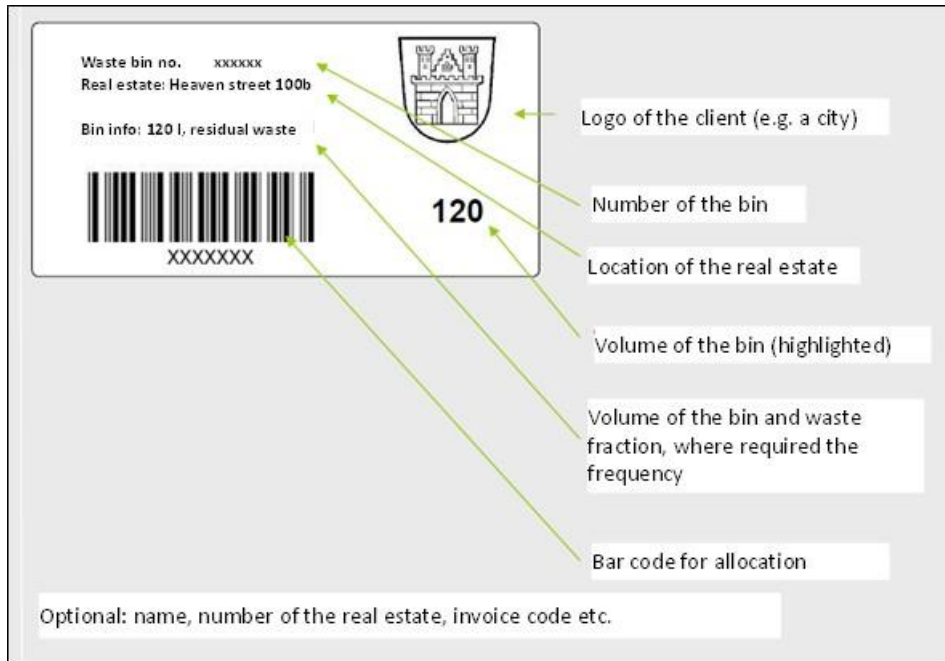 Waste bin no. xxxxxx
Real estate: Heaven street 100b
Bin info: 120 l, residual waste
XXXXXXX
120
Logo of the client (e.g. a city)
Number of the bin
Location of the real estate
Volume of the bin (highlighted)
Volume of the bin and waste
fraction, where required the
frequency
Bar code for allocation
Optional: name, number of the real estate, invoice code etc.